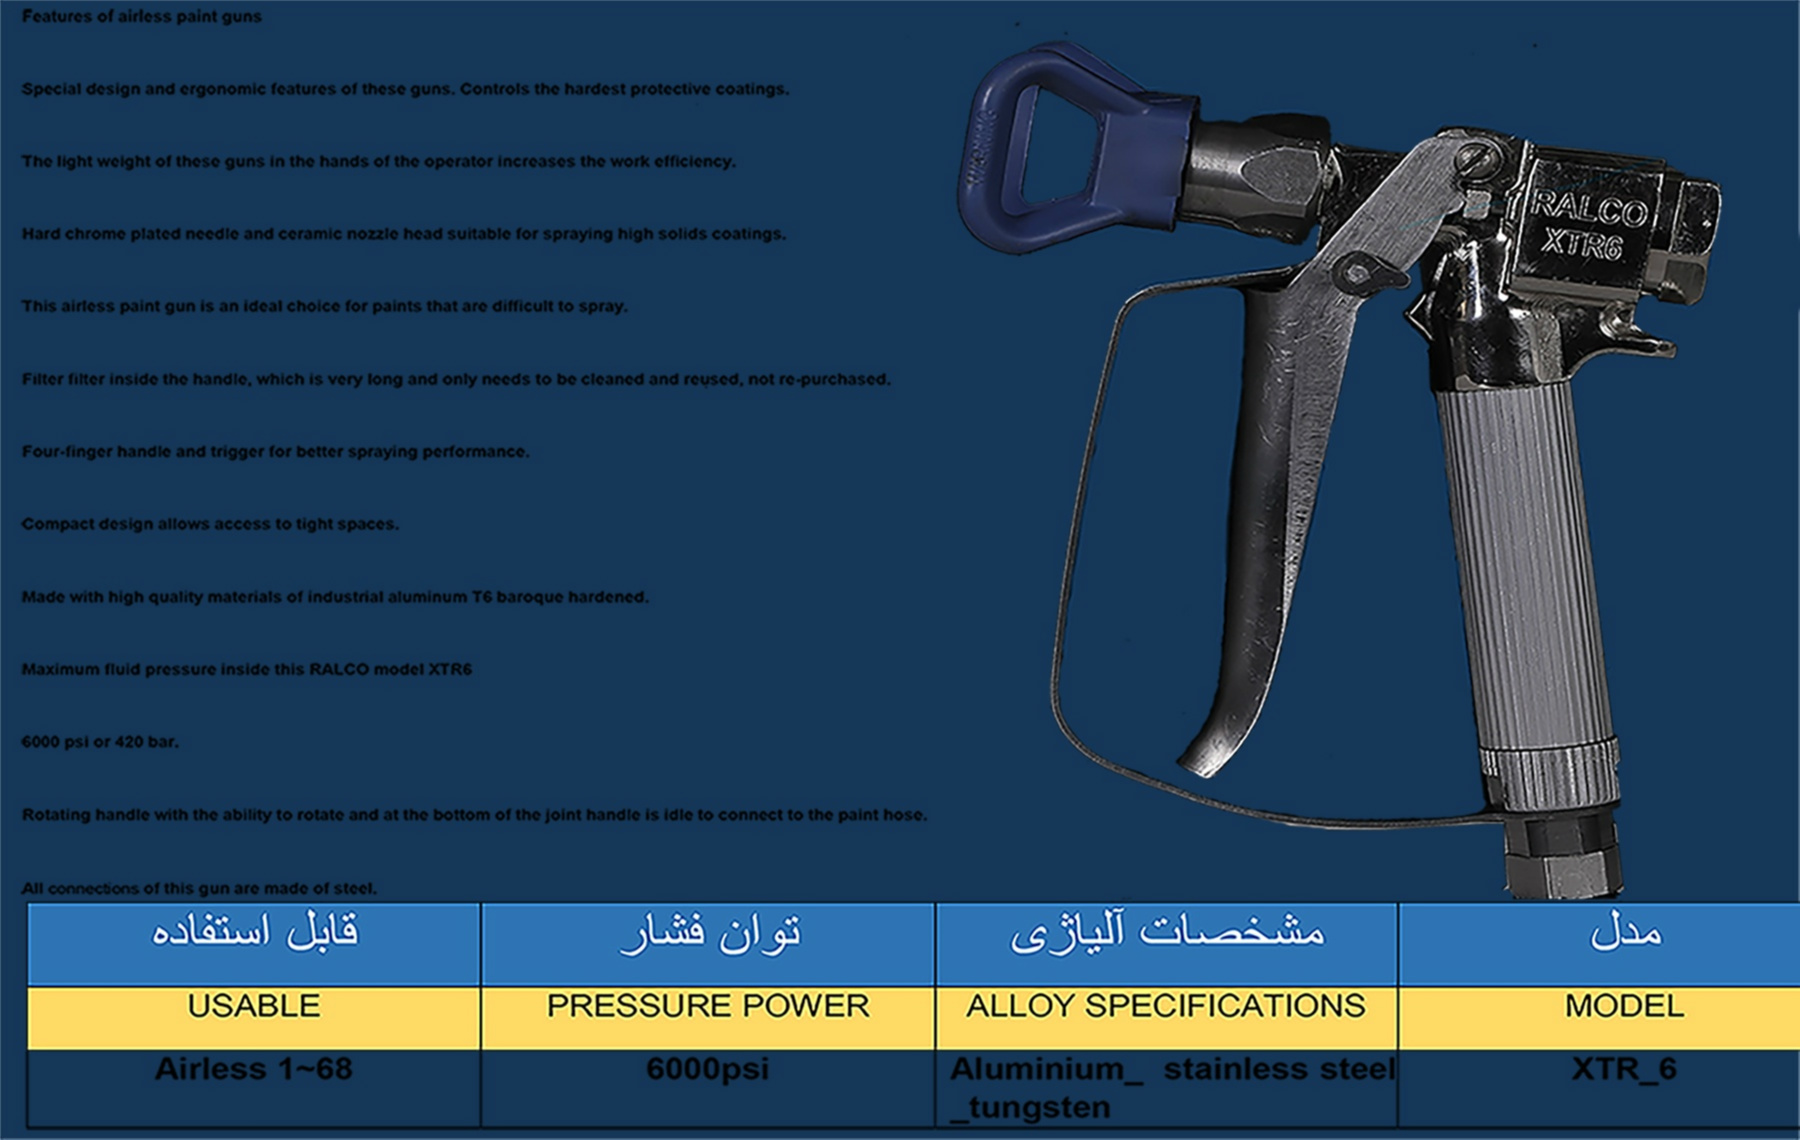 Features of airless paint guns
Special design and ergonomic features of these guns. Controls the hardest protective coatings.
The light weight of these guns in the hands of the operator increases the work efficiency.
Hard chrome plated needle and ceramic nozzle head suitable for spraying high solids coatings.
This airless paint gun is an ideal choice for paints that are difficult to spray.
Filter filter inside the handle, which is very long and only needs to be cleaned and reused, not re-purchased.
Four-finger handle and trigger for better spraying performance.
Compact design allows access to tight spaces.
Made with high quality materials of industrial aluminum T6 baroque hardened.
Maximum fluid pressure inside this RALCO model XTR6
6000 psi or 420 bar.
Rotating handle with the ability to rotate and at the bottom of the joint handle is idle to connect to the paint hose.
All connections of this gun are made of steel.
WARNING
RALCO
XTR6
قابل استفاده توان فشار مشخصات آلیاژی مدل
USABLE PRESSURE POWER ALLOY SPECIFICATIONS MODEL
Airless 1~68 6000psi Aluminium_ stainless steel XTR_6
_tungsten